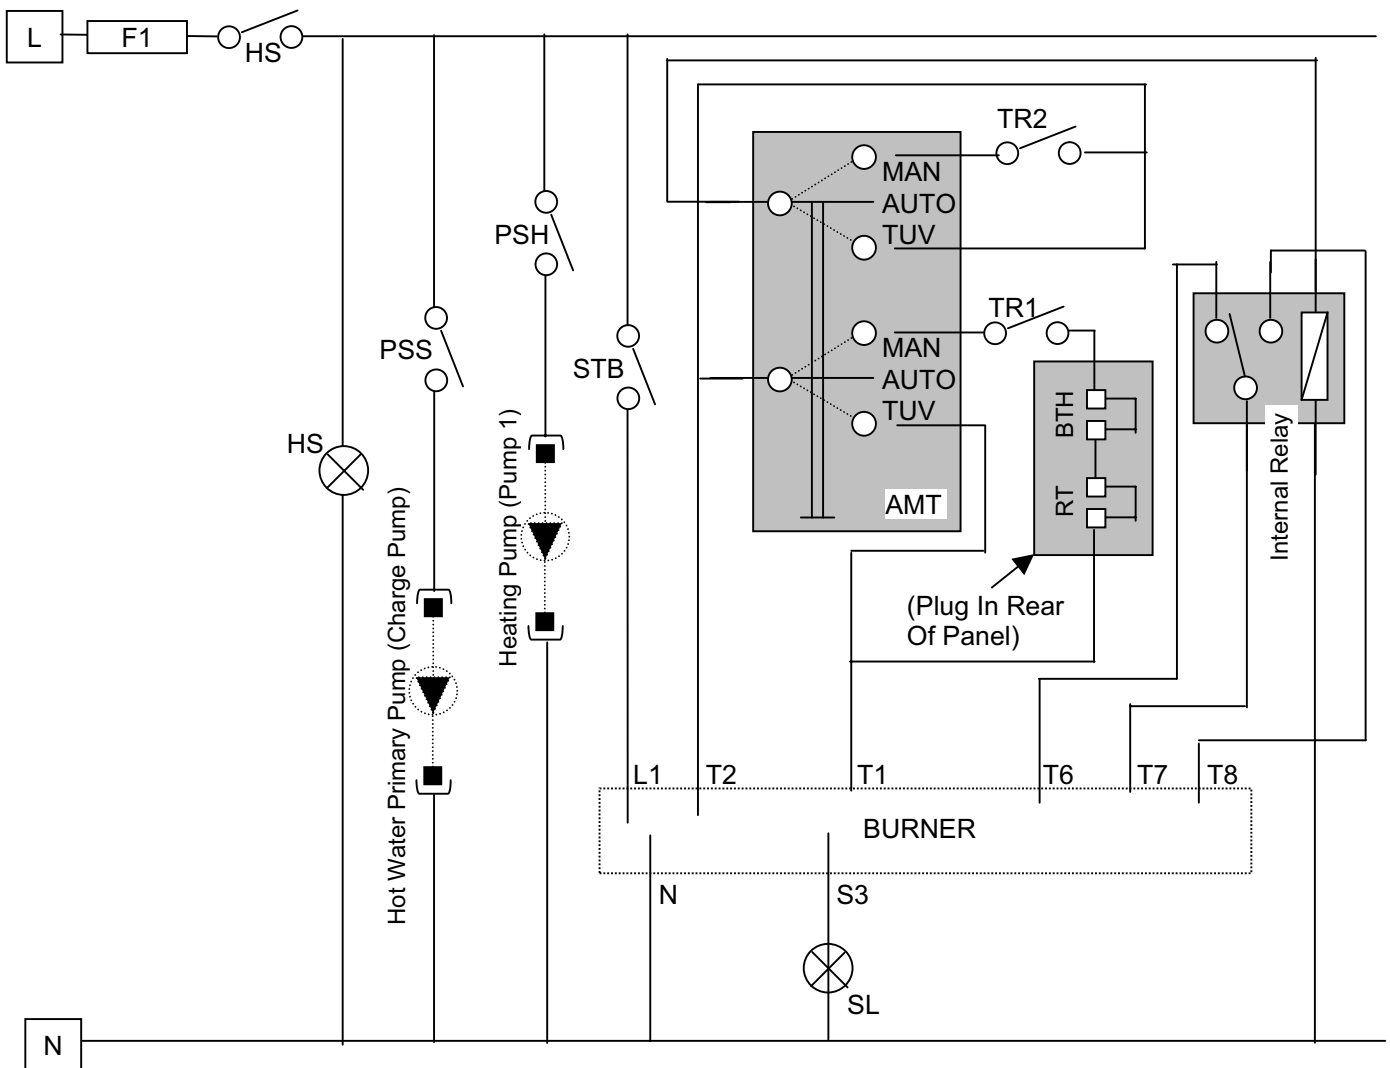 L
F1
HS
TR2
MAN
AUTO
TUV
PSH
TR1
PSS
MAN
STB
AUTO
TUV
BTH
HS
RT
AMT
Internal Relay
Heating Pump (Pump 1)
Hot Water Primary Pump (Charge Pump)
(Plug In Rear
Of Panel)
L1
T2
T1
T6
T7
T8
BURNER
N
S3
SL
N